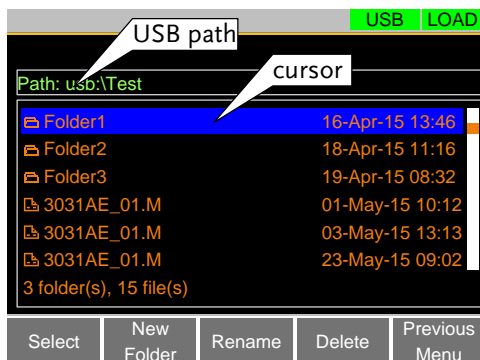 USB LOAD
USB path
cursor
Path: usb:\Test
Folder1 16-Apr-15 13:46
Folder2 18-Apr-15 11:16
Folder3 19-Apr-15 08:32
3031AE_01.M 01-May-15 10:12
3031AE_01.M 03-May-15 13:13
3031AE_01.M 23-May-15 09:02
3 folder(s), 15 file(s)
Select New Folder Rename Delete Previous Menu